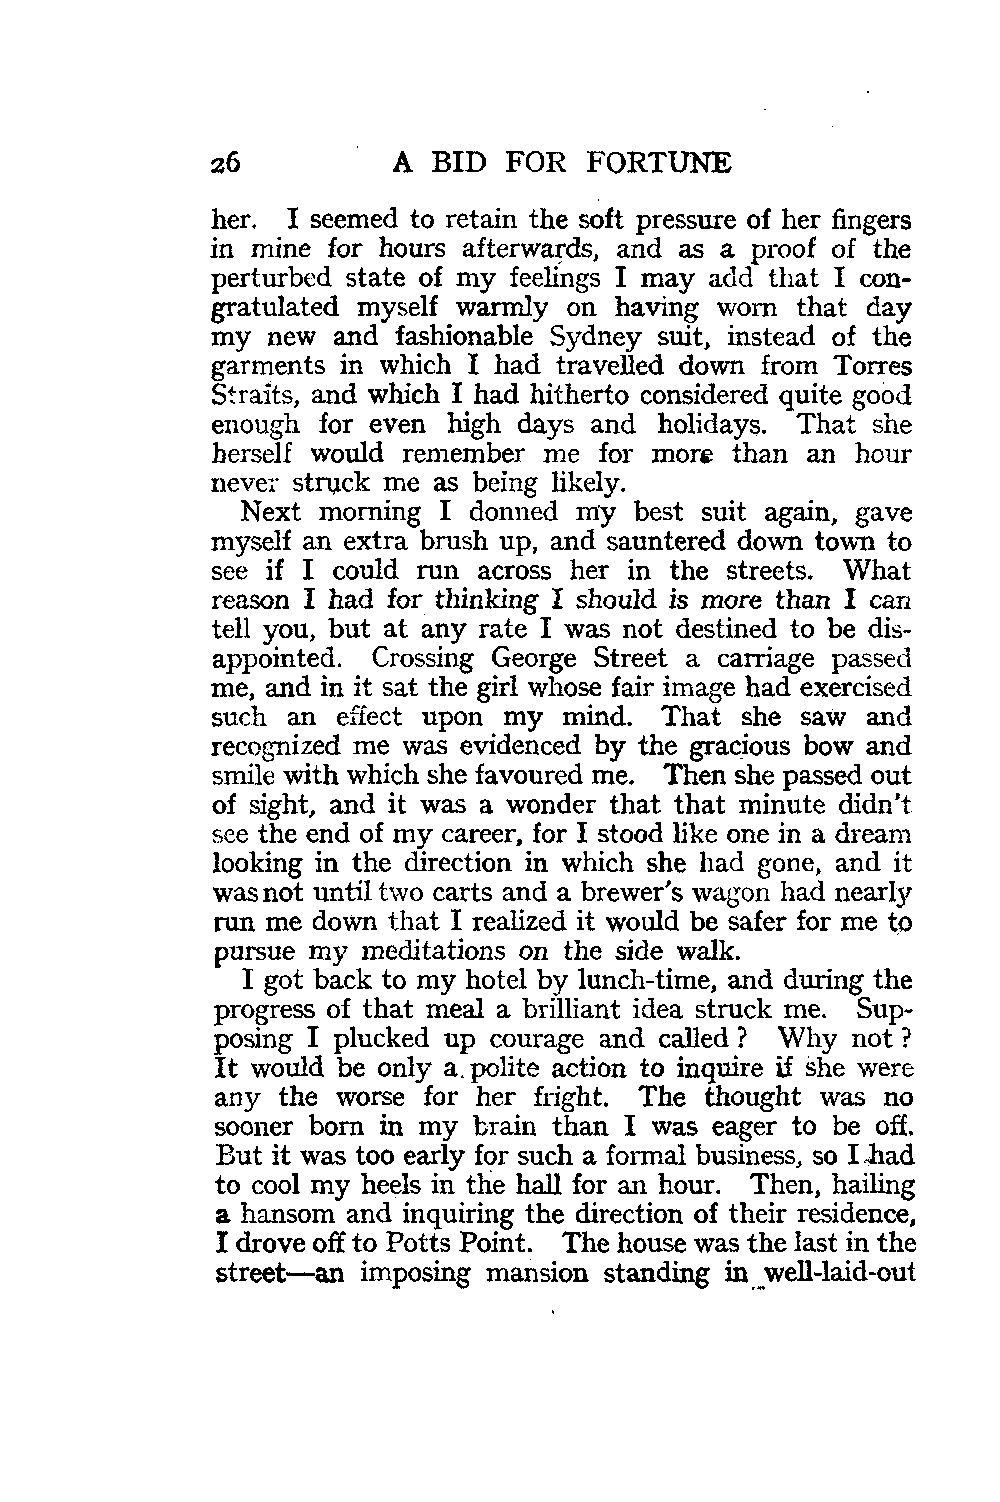 26 A BID FOR FORTUNE
her. I seemed to retain the soft pressure of her fingers
in mine for hours afterwards, and as a proof of the
perturbed state of my feelings I may add that I con-
gratulated myself warmly on having worn that day
my new and fashionable Sydney suit, instead of the
garments in which I had travelled down from Torres
Straits, and which I had hitherto considered quite good
enough for even high days and holidays. That she
herself would remember me for more than an hour
never struck me as being likely.
Next morning I donned my best suit again, gave
myself an extra brush up, and sauntered down town to
see if I could run across her in the streets. What
reason I had for thinking I should is more than I can
tell you, but at any rate I was not destined to be dis-
appointed. Crossing George Street a carriage passed
me, and in it sat the girl whose fair image had exercised
such an effect upon my mind. That she saw and
recognized me was evidenced by the gracious bow and
smile with which she favoured me. Then she passed out
of sight, and it was a wonder that that minute didn't
see the end of my career, for I stood like one in a dream
looking in the direction in which she had gone, and it
was not until two carts and a brewer's wagon had nearly
run me down that I realized it would be safer for me to
pursue my meditations on the side walk.
I got back to my hotel by lunch-time, and during the
progress of that meal a brilliant idea struck me. Sup-
posing I plucked up courage and called? Why not?
It would be only a polite action to inquire if she were
any the worse for her fright. The thought was no
sooner born in my brain than I was eager to be off.
But it was too early for such a formal business, so I had
to cool my heels in the hall for an hour. Then, hailing
a hansom and inquiring the direction of their residence,
I drove off to Potts Point. The house was the last in the
street—an imposing mansion standing in well-laid-out